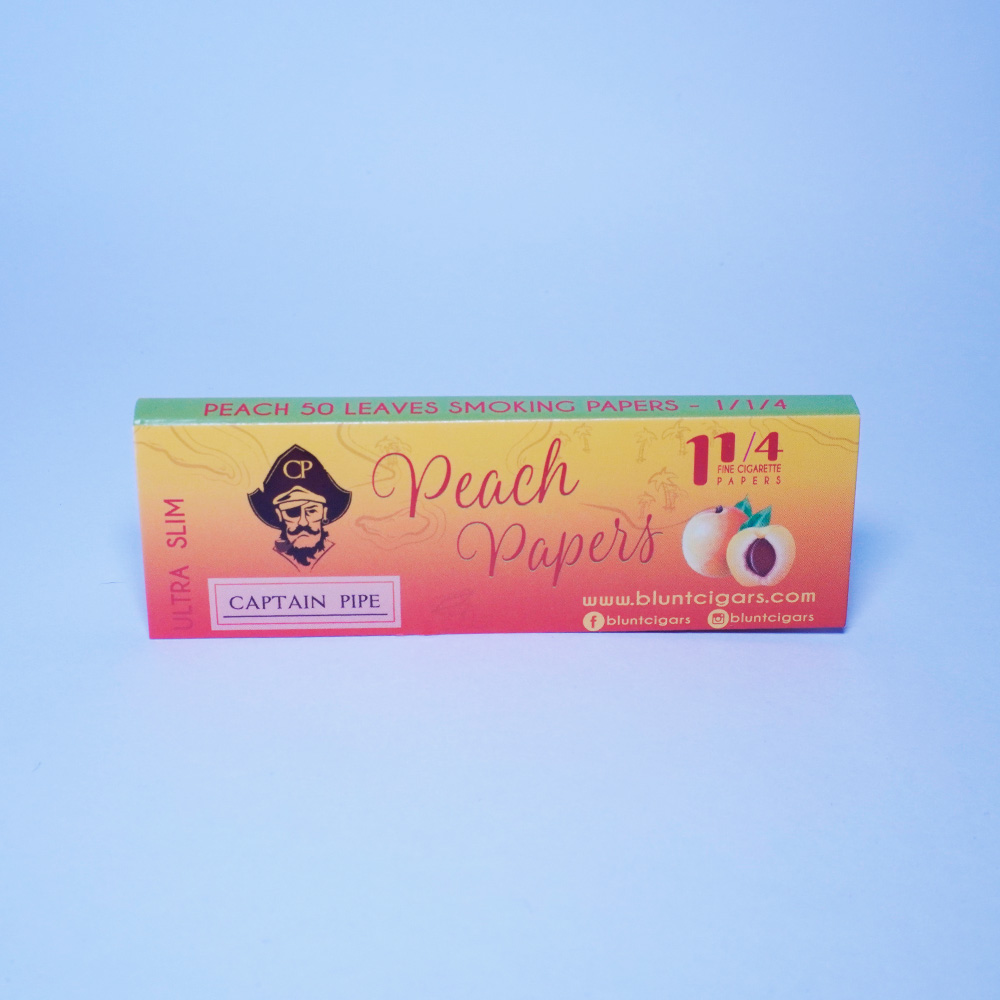 PEACH 50 LEAVES SMOKING PAPERS - 1/1/4
ULTRA SLIM
CP
CAPTAIN PIPE
Peach
Papers
1 1/4
FINE CIGARETTE
PAPERS
www.bluntcigars.com
f bluntcigars bluntcigars